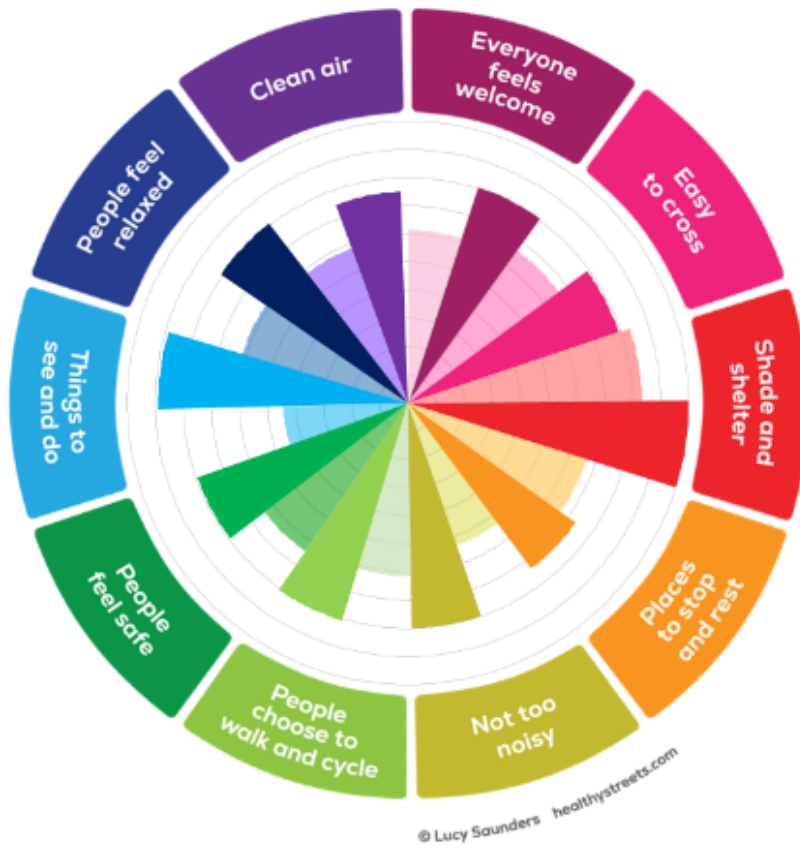 Everyone
feels
welcome
Easy
to cross
Shade and
shelter
Places
to stop
and rest
Not too
noisy
People
choose to
walk and cycle
People
feel safe
Things to
see and do
People feel
relaxed
Clean air
© Lucy Saunders healthystreets.com